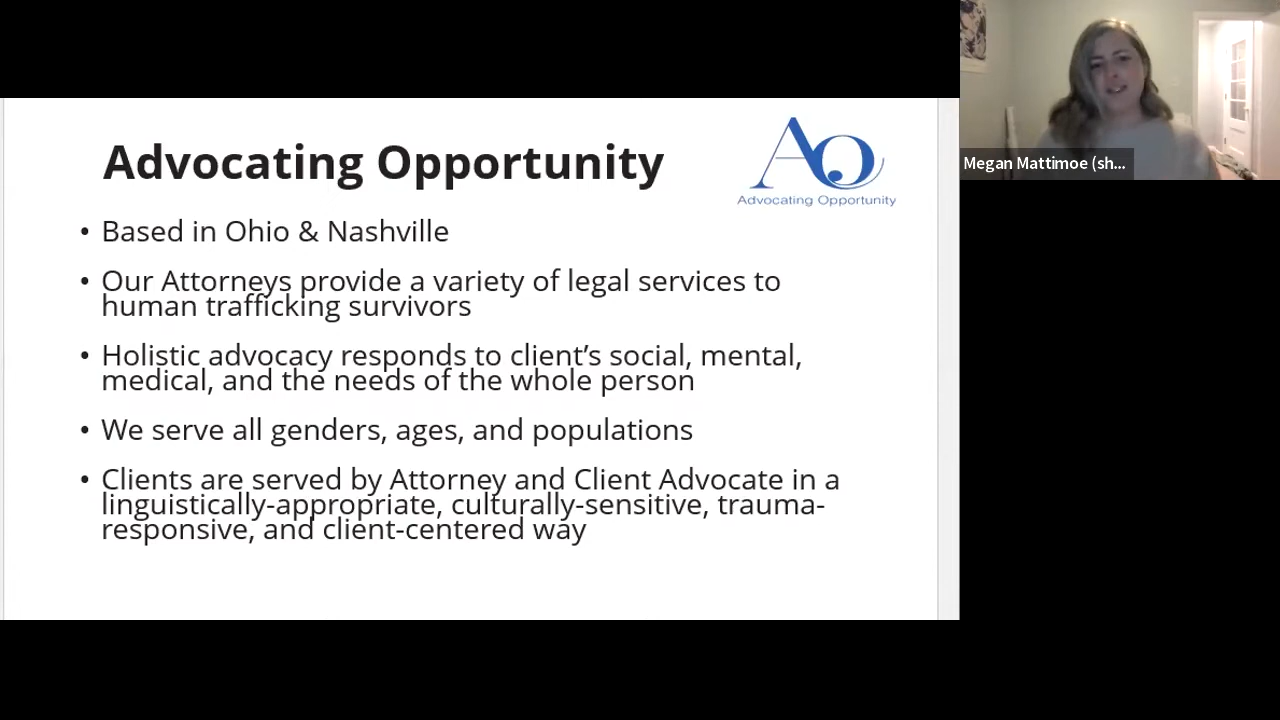 Advocating Opportunity
AO
Advocating Opportunity
• Based in Ohio & Nashville
• Our Attorneys provide a variety of legal services to
human trafficking survivors
• Holistic advocacy responds to client’s social, mental,
medical, and the needs of the whole person
• We serve all genders, ages, and populations
• Clients are served by Attorney and Client Advocate in a
linguistically-appropriate, culturally-sensitive, trauma-
responsive, and client-centered way
Megan Mattimoe (sh...